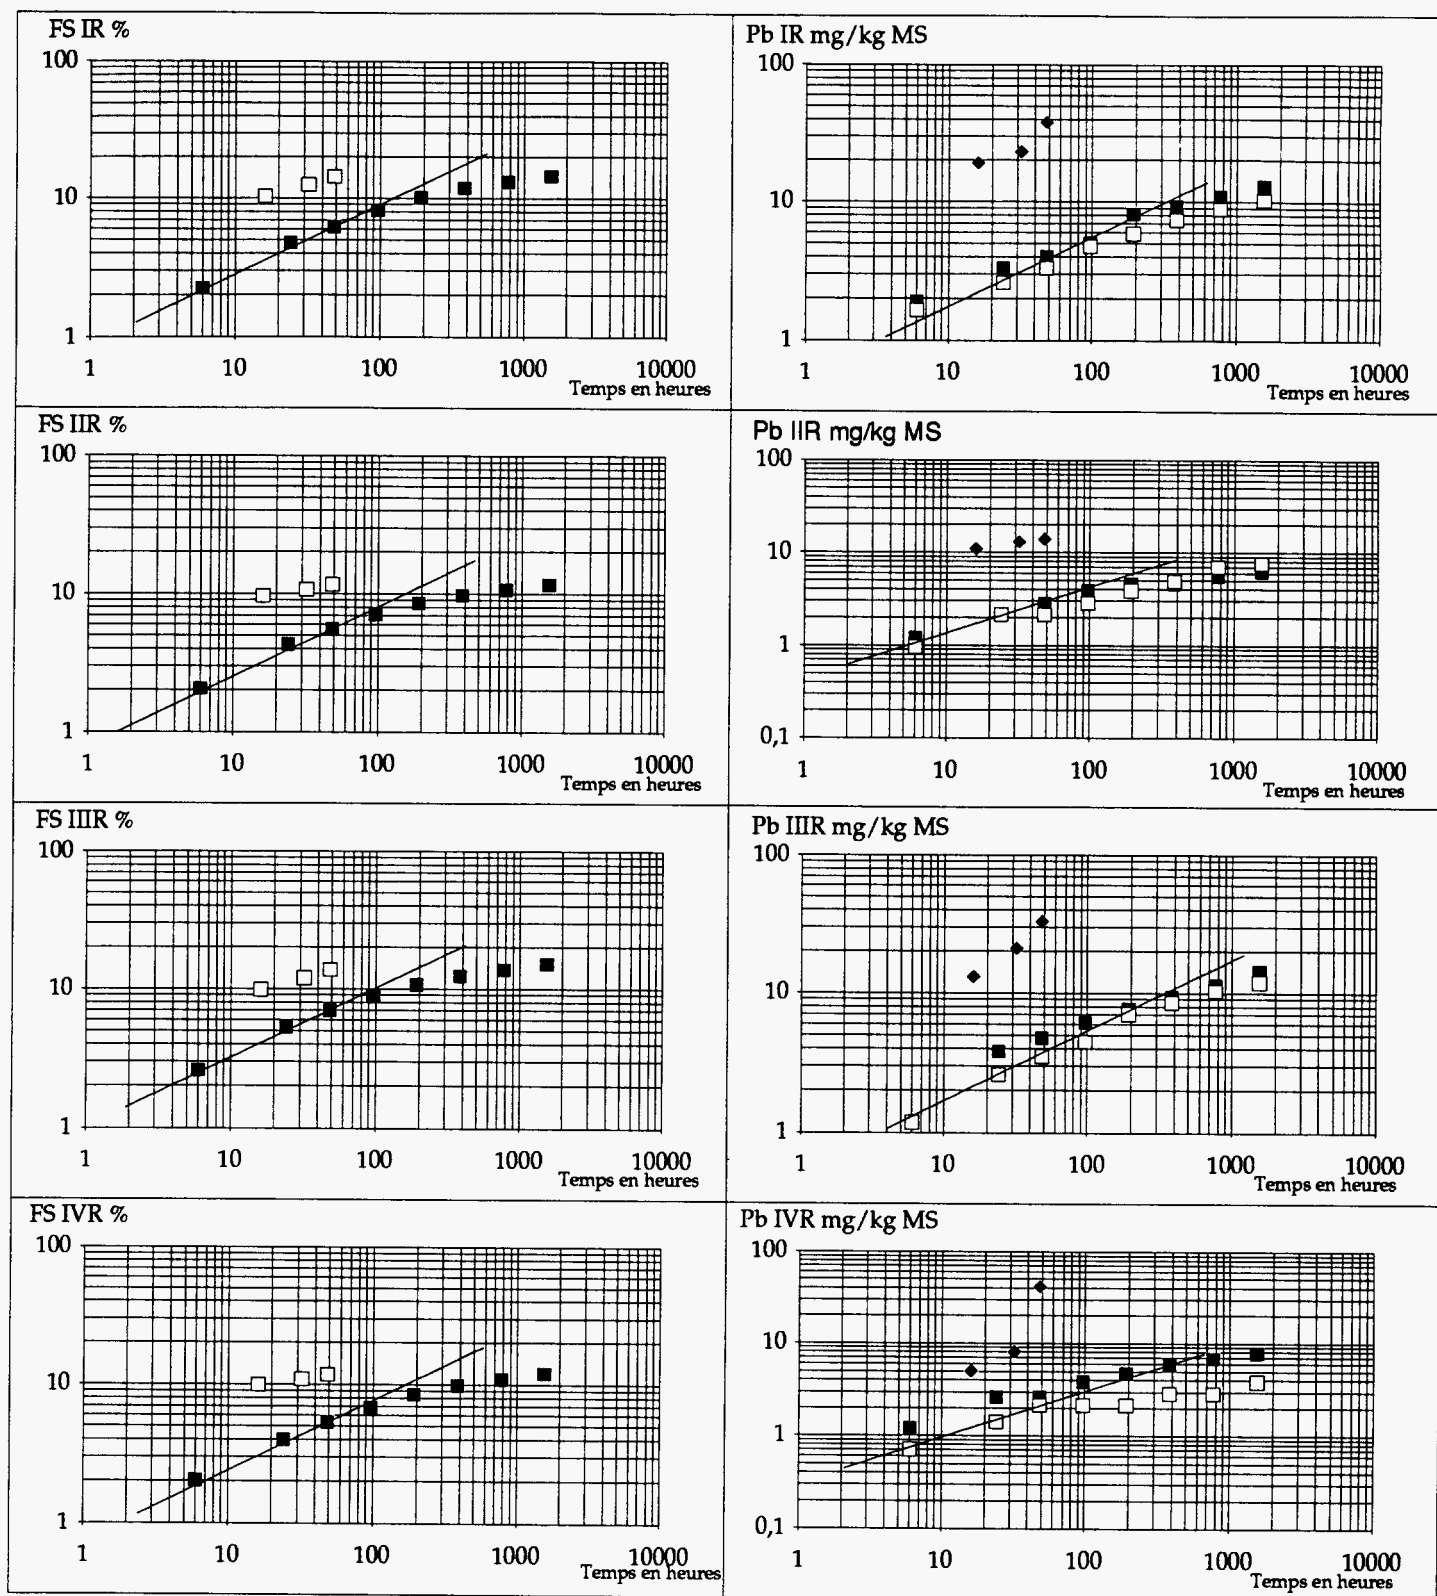 FS IR %
100
10
1
1 10 100 1000 10000
Temps en heures
Pb IR mg/kg MS
100
10
1
1 10 100 1000 10000
Temps en heures
FS IIR %
100
10
1
1 10 100 1000 10000
Temps en heures
Pb IIR mg/kg MS
100
10
1
0,1
1 10 100 1000 10000
Temps en heures
FS IIIR %
100
10
1
1 10 100 1000 10000
Temps en heures
Pb IIIR mg/kg MS
100
10
1
1 10 100 1000 10000
Temps en heures
FS IVR %
100
10
1
1 10 100 1000 10000
Temps en heures
Pb IVR mg/kg MS
100
10
1
0,1
1 10 100 1000 10000
Temps en heures